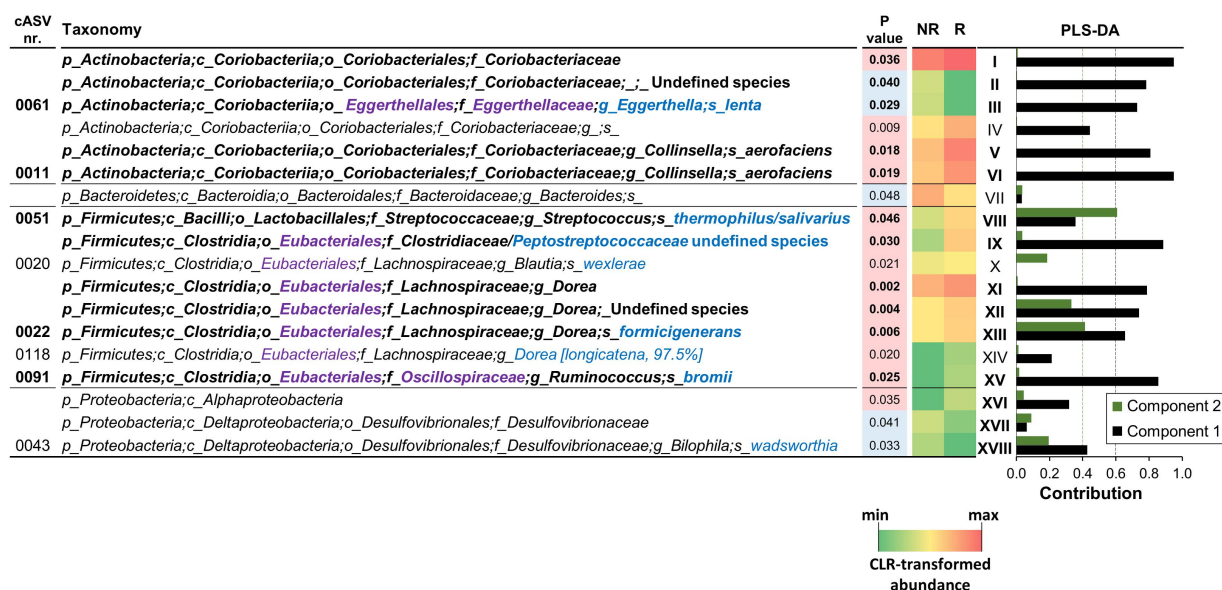 cASV nr. Taxonomy P value NR R PLS-DA
p_Actinobacteria;c_Coriobacteriia;o_Coriobacteriales;f_Coriobacteriaceae 0.036 I
p_Actinobacteria;c_Coriobacteriia;o_Coriobacteriales;f_Coriobacteriaceae;_;_ Undefined species 0.040 II
0061 p_Actinobacteria;c_Coriobacteriia;o_Eggerthellales;f_Eggerthellaceae;g_Eggerthella;s_lenta 0.029 III
p_Actinobacteria;c_Coriobacteriia;o_Coriobacteriales;f_Coriobacteriaceae;g_;s_ 0.009 IV
p_Actinobacteria;c_Coriobacteriia;o_Coriobacteriales;f_Coriobacteriaceae;g_Collinsella;s_aerofaciens 0.018 V
0011 p_Actinobacteria;c_Coriobacteriia;o_Coriobacteriales;f_Coriobacteriaceae;g_Collinsella;s_aerofaciens 0.019 VI
p_Bacteroidetes;c_Bacteroidia;o_Bacteroidales;f_Bacteroidaceae;g_Bacteroides;s_ 0.048 VII
0051 p_Firmicutes;c_Bacilli;o_Lactobacillales;f_Streptococcaceae;g_Streptococcus;s_thermophilus/salivarius 0.046 VIII
p_Firmicutes;c_Clostridia;o_Eubacteriales;f_Clostridiaceae/Peptostreptococcaceae undefined species 0.030 IX
0020 p_Firmicutes;c_Clostridia;o_Eubacteriales;f_Lachnospiraceae;g_Blautia;s_wexlerae 0.021 X
p_Firmicutes;c_Clostridia;o_Eubacteriales;f_Lachnospiraceae;g_Dorea 0.002 XI
p_Firmicutes;c_Clostridia;o_Eubacteriales;f_Lachnospiraceae;g_Dorea;_Undefined species 0.004 XII
0022 p_Firmicutes;c_Clostridia;o_Eubacteriales;f_Lachnospiraceae;g_Dorea;s_formicigenerans 0.006 XIII
0118 p_Firmicutes;c_Clostridia;o_Eubacteriales;f_Lachnospiraceae;g_Dorea [longicatena, 97.5%] 0.020 XIV
0091 p_Firmicutes;c_Clostridia;o_Eubacteriales;f_Oscillospiraceae;g_Ruminococcus;s_bromii 0.025 XV
p_Proteobacteria;c_Alphaproteobacteria 0.035 XVI
p_Proteobacteria;c_Deltaproteobacteria;o_Desulfovibrionales;f_Desulfovibrionaceae 0.041 XVII
0043 p_Proteobacteria;c_Deltaproteobacteria;o_Desulfovibrionales;f_Desulfovibrionaceae;g_Bilophila;s_wadsworthia 0.033 XVIII
Component 2
Component 1
0.0 0.2 0.4 0.6 0.8 1.0
Contribution
min max
CLR-transformed
abundance